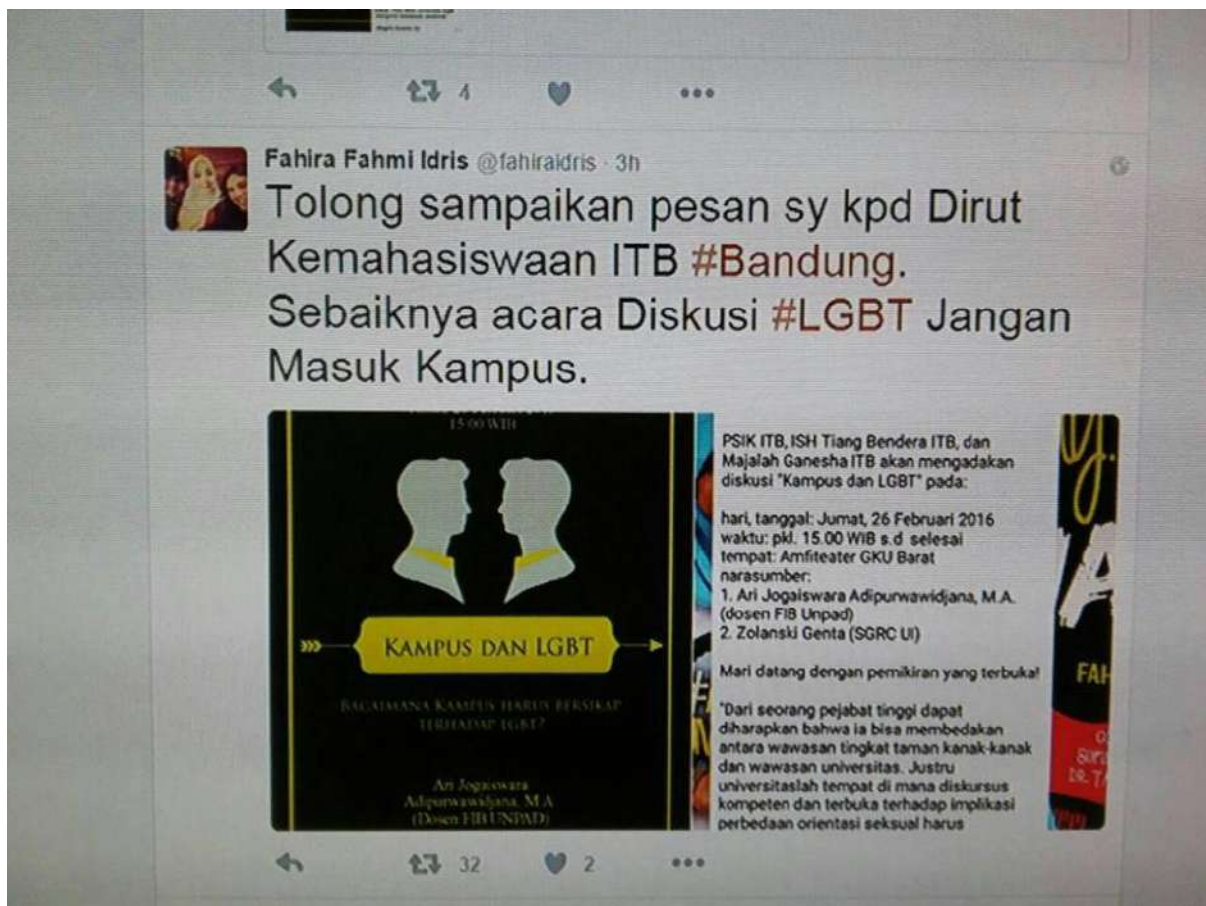 4
Fahira Fahmi Idris @fahiraidris · 3h
Tolong sampaikan pesan sy kpd Dirut
Kemahasiswaan ITB #Bandung.
Sebaiknya acara Diskusi #LGBT Jangan
Masuk Kampus.
15:00 WIB
KAMPUS DAN LGBT
BAGAIMANA KAMPUS HARUS BERSIKAP
TERHADAP LGBT?
Ari Jogaiswara
Adipurwawidjana, M.A
(Dosen FIB UNPAD)
PSIK ITB, ISH Tiang Bendera ITB, dan
Majalah Ganesha ITB akan mengadakan
diskusi "Kampus dan LGBT" pada:
hari, tanggal: Jumat, 26 Februari 2016
waktu: pkl. 15.00 WIB s.d selesai
tempat: Amfiteater GKU Barat
narasumber:
1. Ari Jogaiswara Adipurwawidjana, M.A.
(dosen FIB Unpad)
2. Zolanski Genta (SGRC UI)
Mari datang dengan pemikiran yang terbuka!
"Dari seorang pejabat tinggi dapat
diharapkan bahwa ia bisa membedakan
antara wawasan tingkat taman kanak-kanak
dan wawasan universitas. Justru
universitaslah tempat di mana diskursus
kompeten dan terbuka terhadap implikasi
perbedaan orientasi seksual harus
FAH
32
2